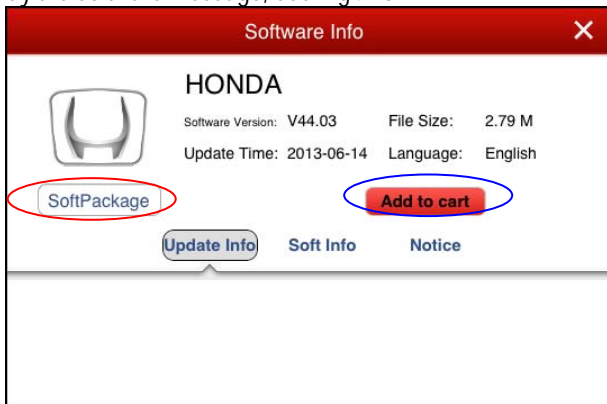 Software Info
HONDA
Software Version: V44.03 File Size: 2.79 M
Update Time: 2013-06-14 Language: English
SoftPackage Add to cart
Update Info Soft Info Notice